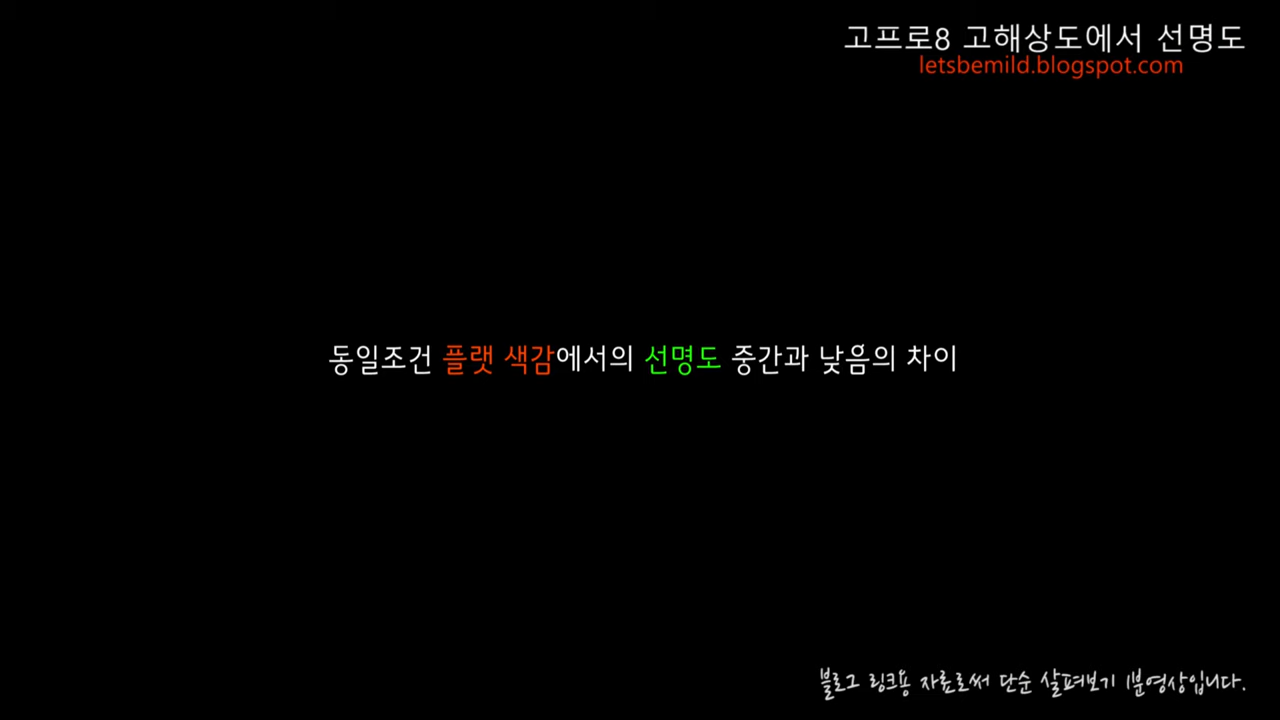 고프로8 고해상도에서 선명도
letsbemild.blogspot.com
동일조건 플랫 색감에서의 선명도 중간과 낮음의 차이
블로그 링크용 자료로써 단순 살펴보기 1분영상입니다.